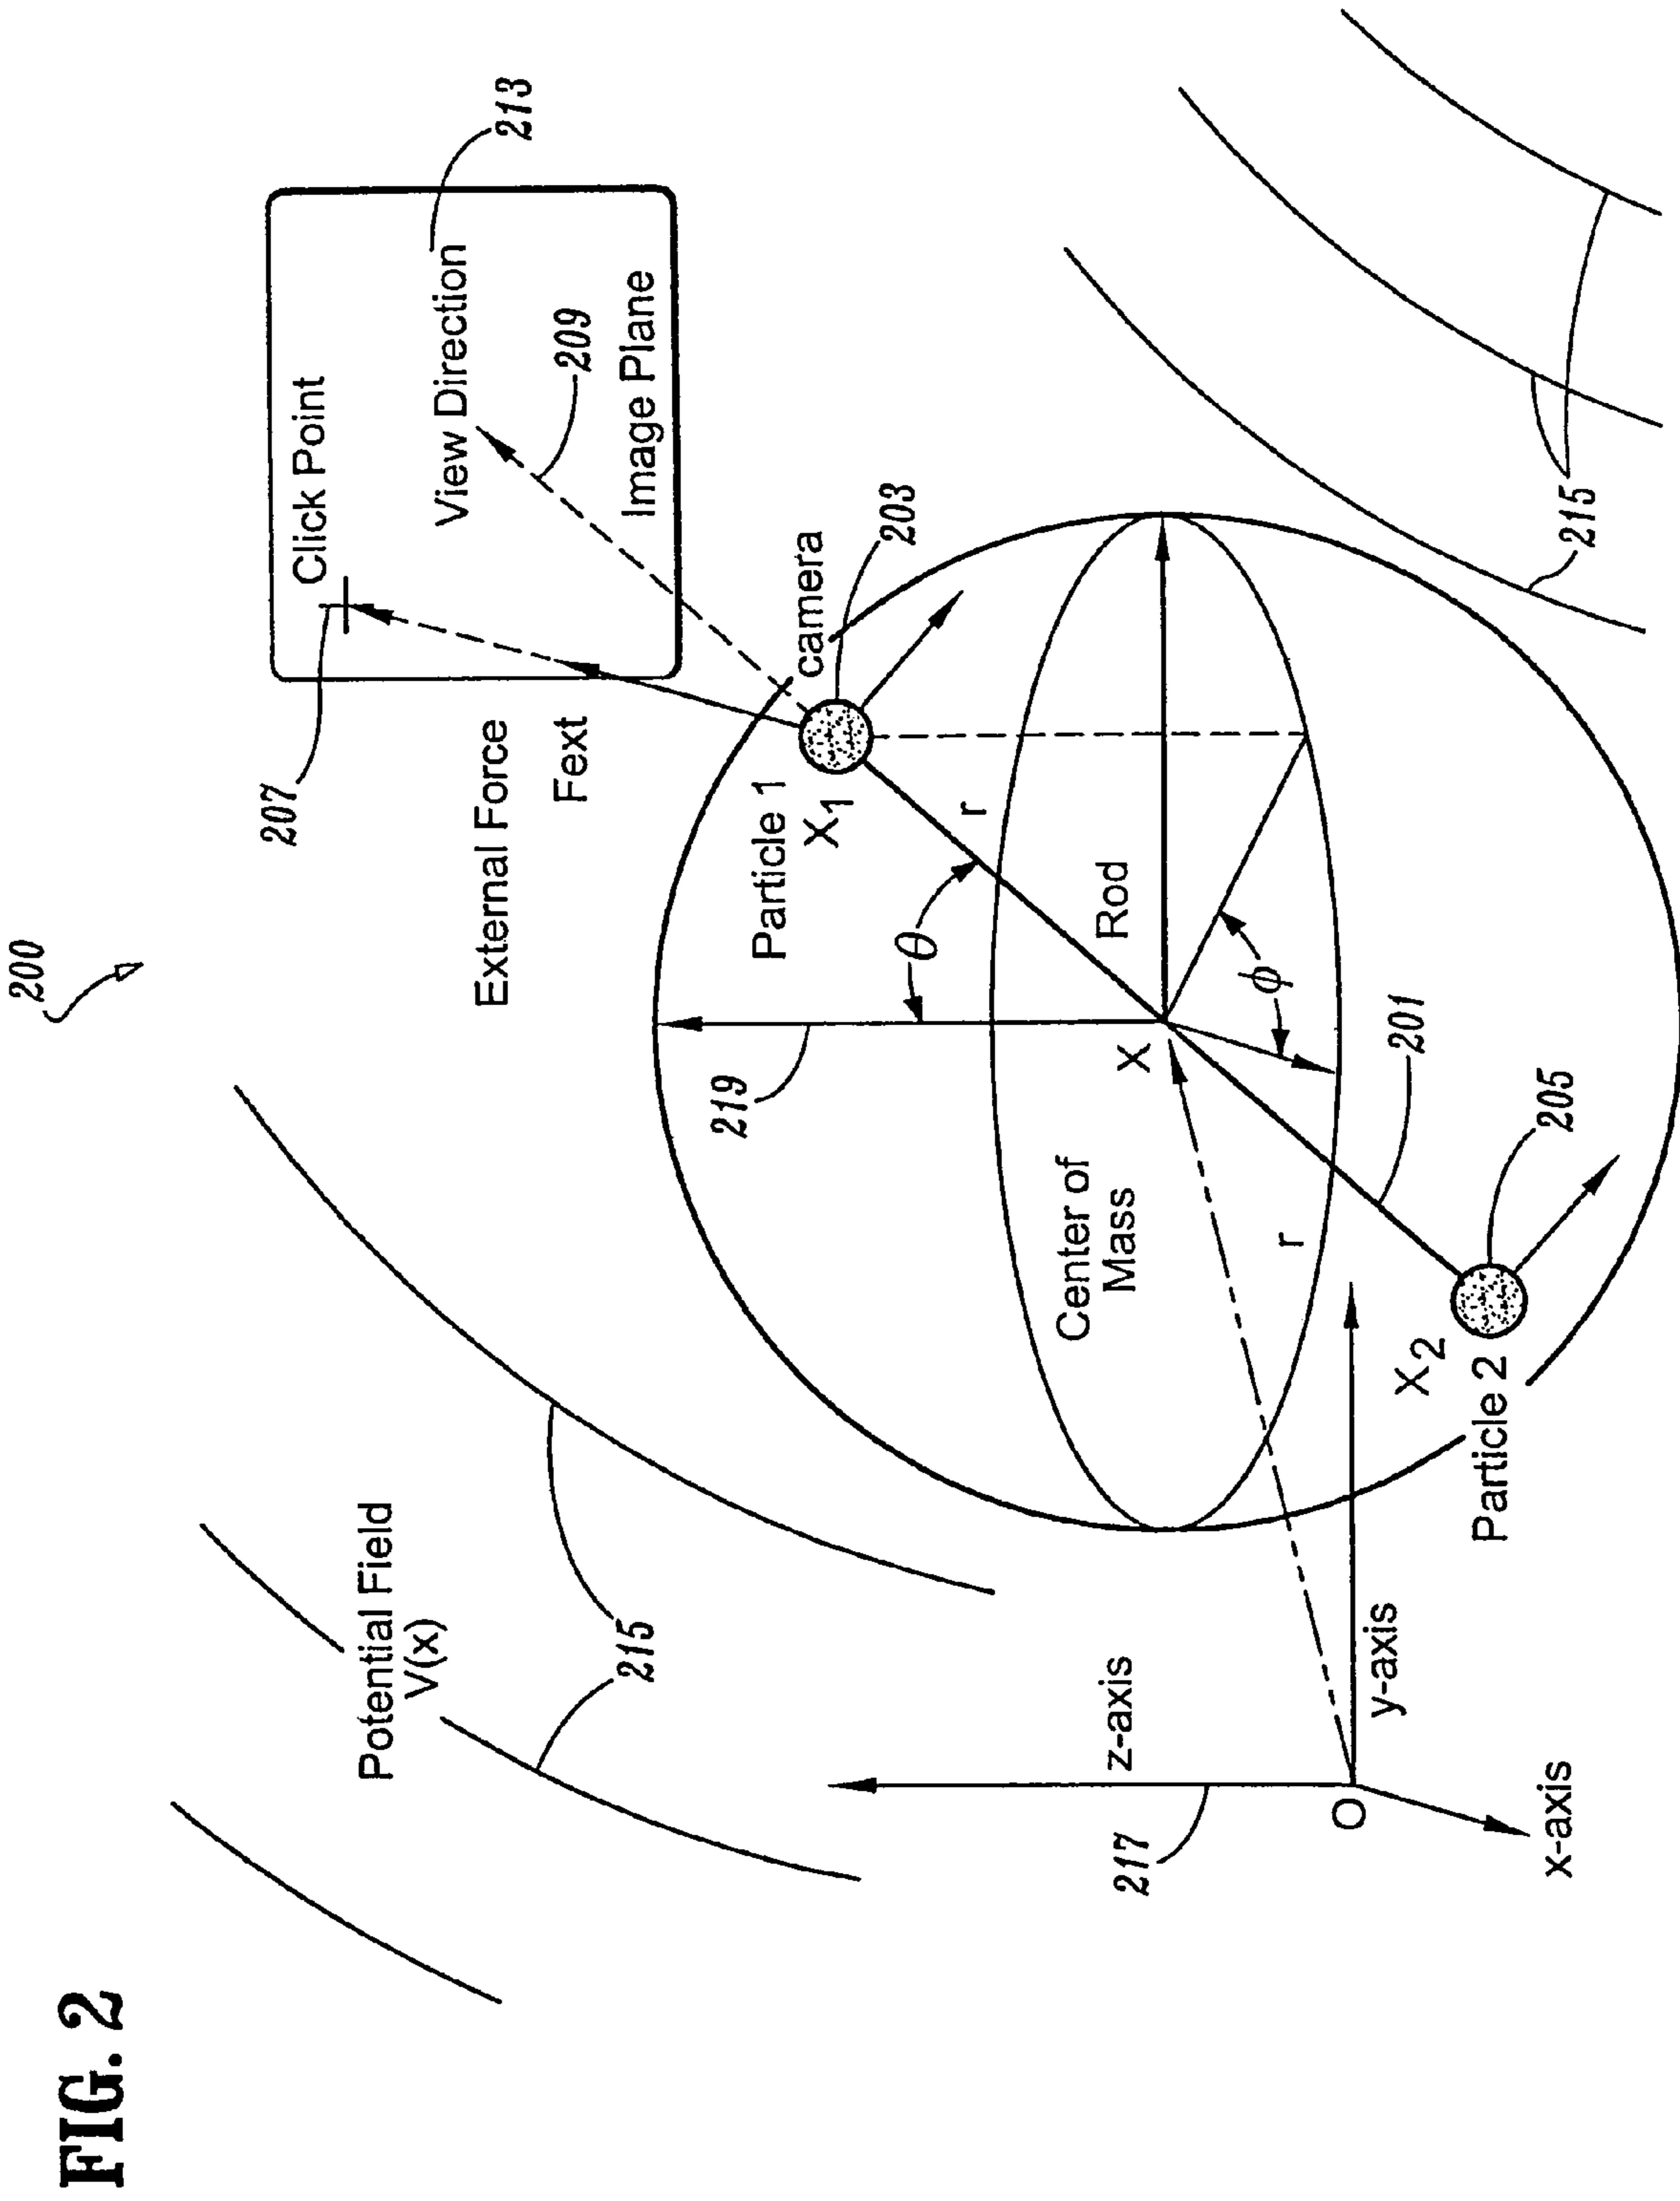 FIG. 2
200
Potential Field
V(x)
215
External Force
Fext
207
Click Point
View Direction
213
209
Image Plane
219
Particle 1
X1
camera
203
θ
r
Rod
X
ϕ
Center of
Mass
r
201
217
z-axis
O
y-axis
x-axis
X2
Particle 2
205
215